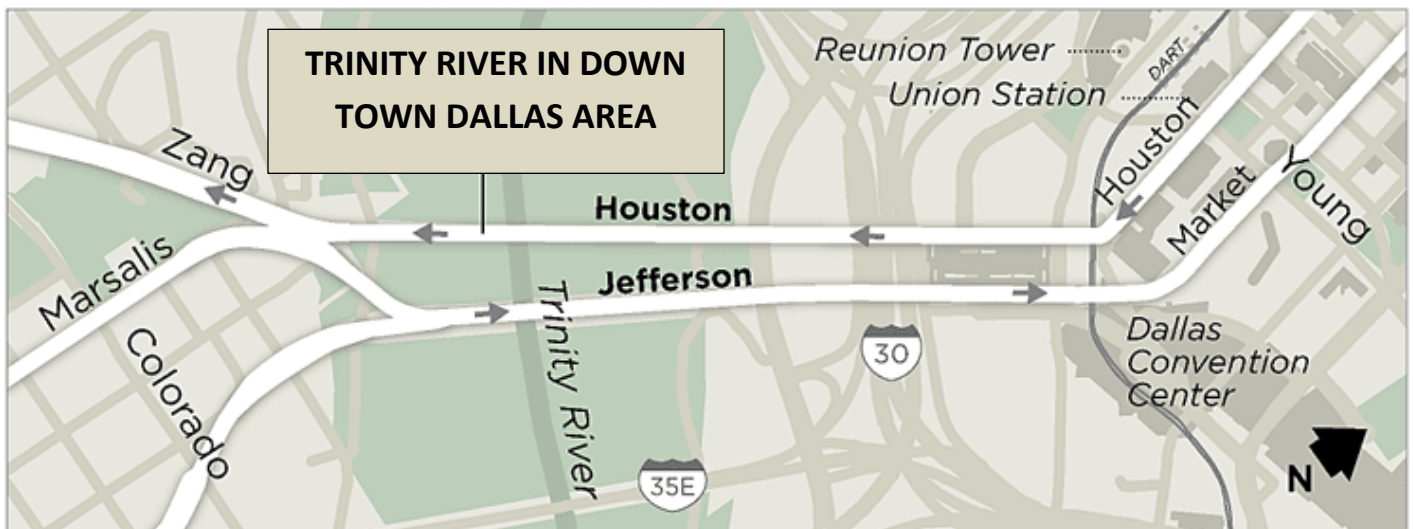 TRINITY RIVER IN DOWN
TOWN DALLAS AREA
Reunion Tower
Union Station
DART
Houston
Market
Young
Zang
Houston
Marsalis
Jefferson
Trinity River
Colorado
30
Dallas
Convention
Center
35E
N